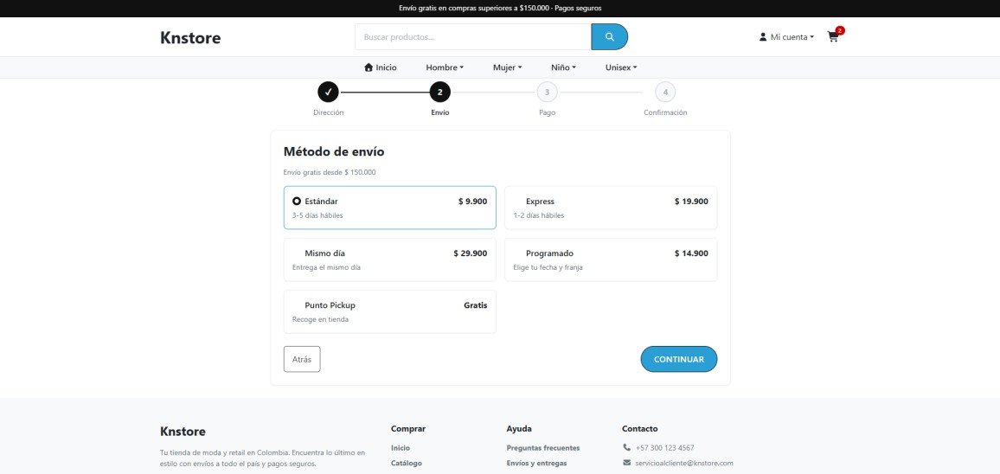 Envío gratis en compras superiores a $150.000 · Pagos seguros
Knstore
Buscar productos...
Mi cuenta
2
Inicio
Hombre
Mujer
Niño
Unisex
✓
2
3
4
Dirección
Envío
Pago
Confirmación
Método de envío
Envío gratis desde $ 150.000
Estándar $ 9.900
3-5 días hábiles
Express $ 19.900
1-2 días hábiles
Mismo día $ 29.900
Entrega el mismo día
Programado $ 14.900
Elige tu fecha y franja
Punto Pickup Gratis
Recoge en tienda
Atrás
CONTINUAR
Knstore
Tu tienda de moda y retail en Colombia. Encuentra lo último en
estilo con envíos a todo el país y pagos seguros.
Comprar
Inicio
Catálogo
Ayuda
Preguntas frecuentes
Envíos y entregas
Contacto
+57 300 123 4567
servicioalcliente@knstore.com